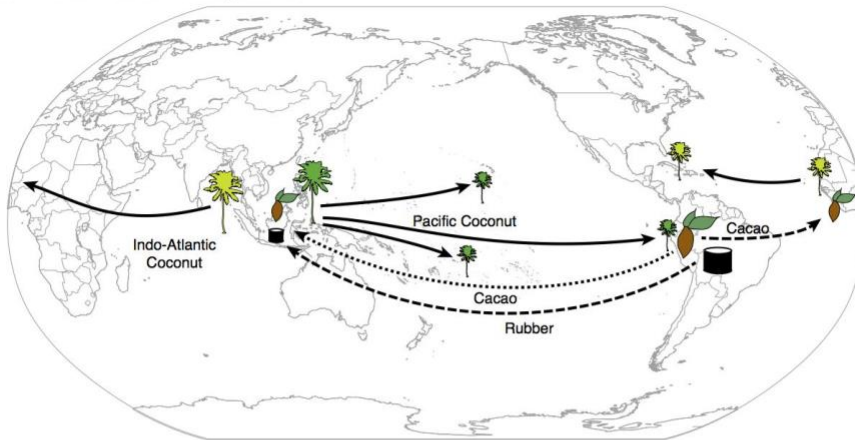 Pacific Coconut
Cacao
Indo-Atlantic
Coconut
Cacao
Rubber